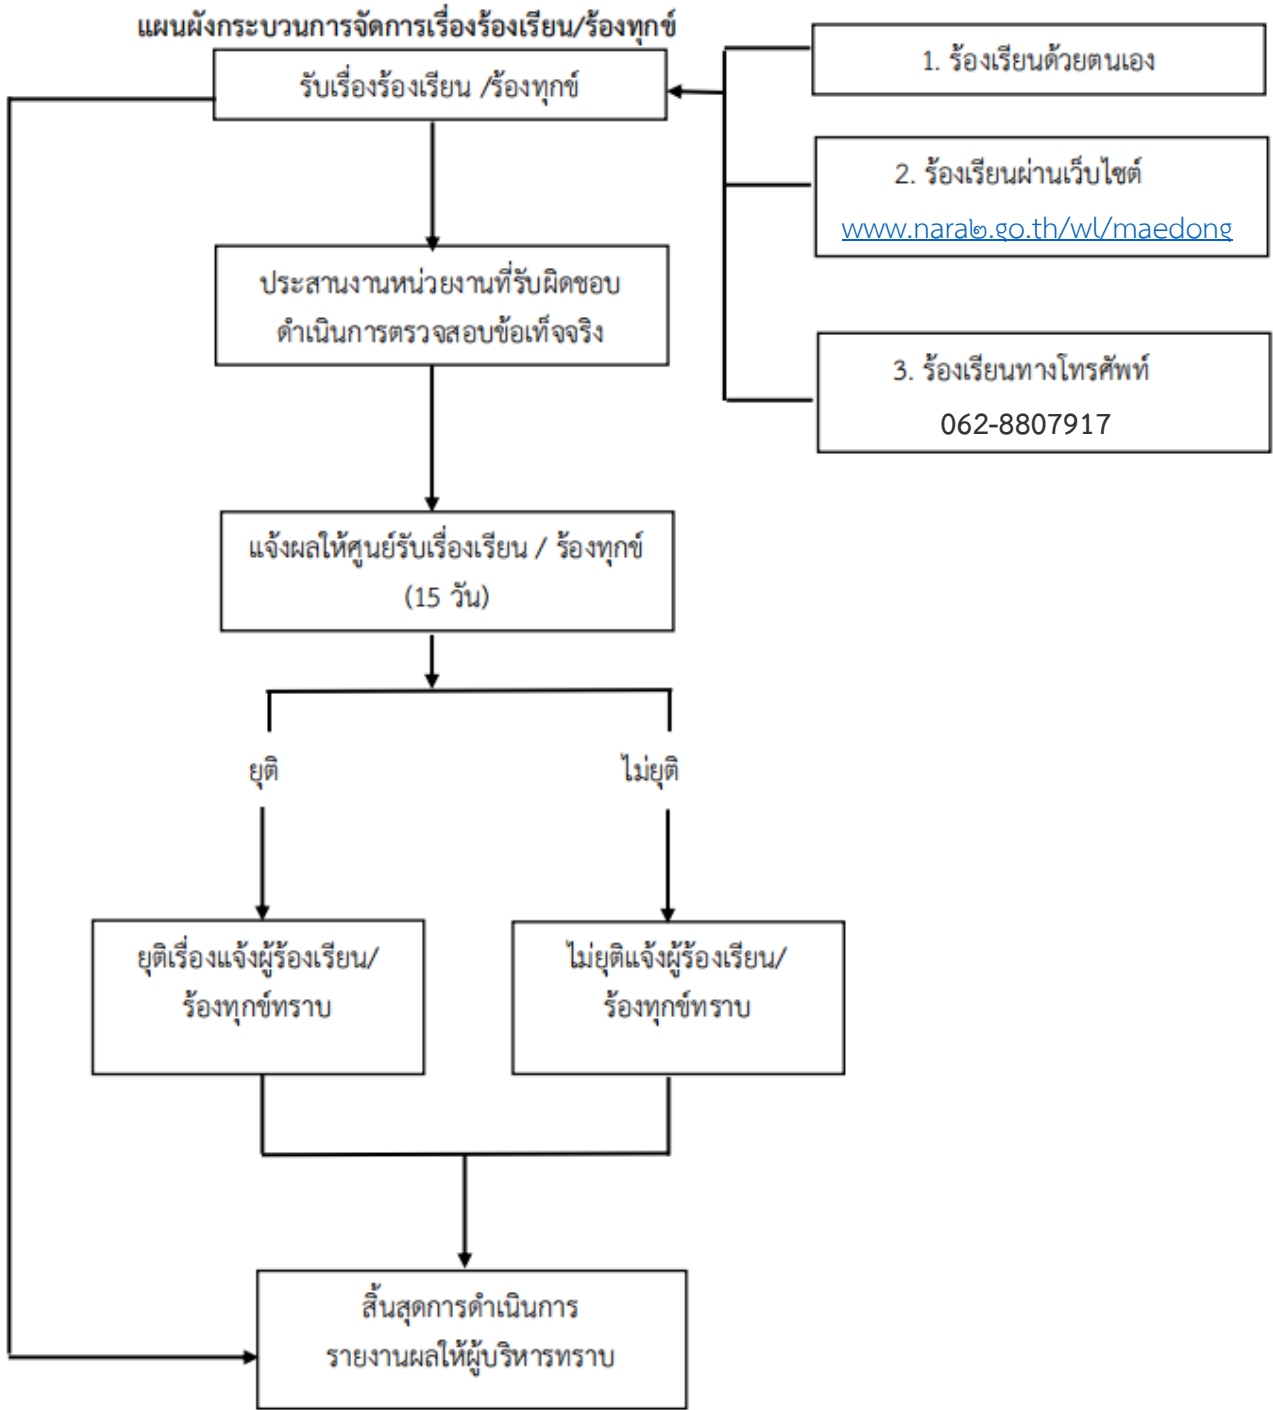 แผนผังกระบวนการจัดการเรื่องร้องเรียน/ร้องทุกข์
รับเรื่องร้องเรียน /ร้องทุกข์
1. ร้องเรียนด้วยตนเอง
2. ร้องเรียนผ่านเว็บไซต์
www.nara๒.go.th/wl/maedong
3. ร้องเรียนทางโทรศัพท์
062-8807917
ประสานงานหน่วยงานที่รับผิดชอบ
ดำเนินการตรวจสอบข้อเท็จจริง
แจ้งผลให้ศูนย์รับเรื่องเรียน / ร้องทุกข์
(15 วัน)
ยุติ
ไม่ยุติ
ยุติเรื่องแจ้งผู้ร้องเรียน/
ร้องทุกข์ทราบ
ไม่ยุติแจ้งผู้ร้องเรียน/
ร้องทุกข์ทราบ
สิ้นสุดการดำเนินการ
รายงานผลให้ผู้บริหารทราบ